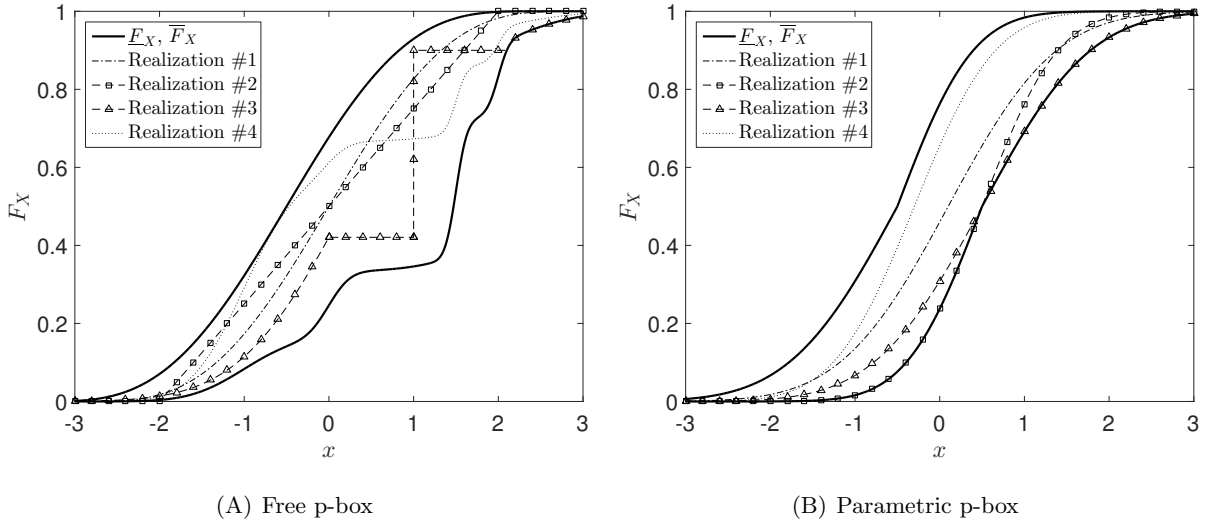 F̲_X, F̅_X
Realization #1
Realization #2
Realization #3
Realization #4
F_X
1
0.8
0.6
0.4
0.2
0
-3 -2 -1 0 1 2 3
x
(A) Free p-box
F̲_X, F̅_X
Realization #1
Realization #2
Realization #3
Realization #4
F_X
1
0.8
0.6
0.4
0.2
0
-3 -2 -1 0 1 2 3
x
(B) Parametric p-box